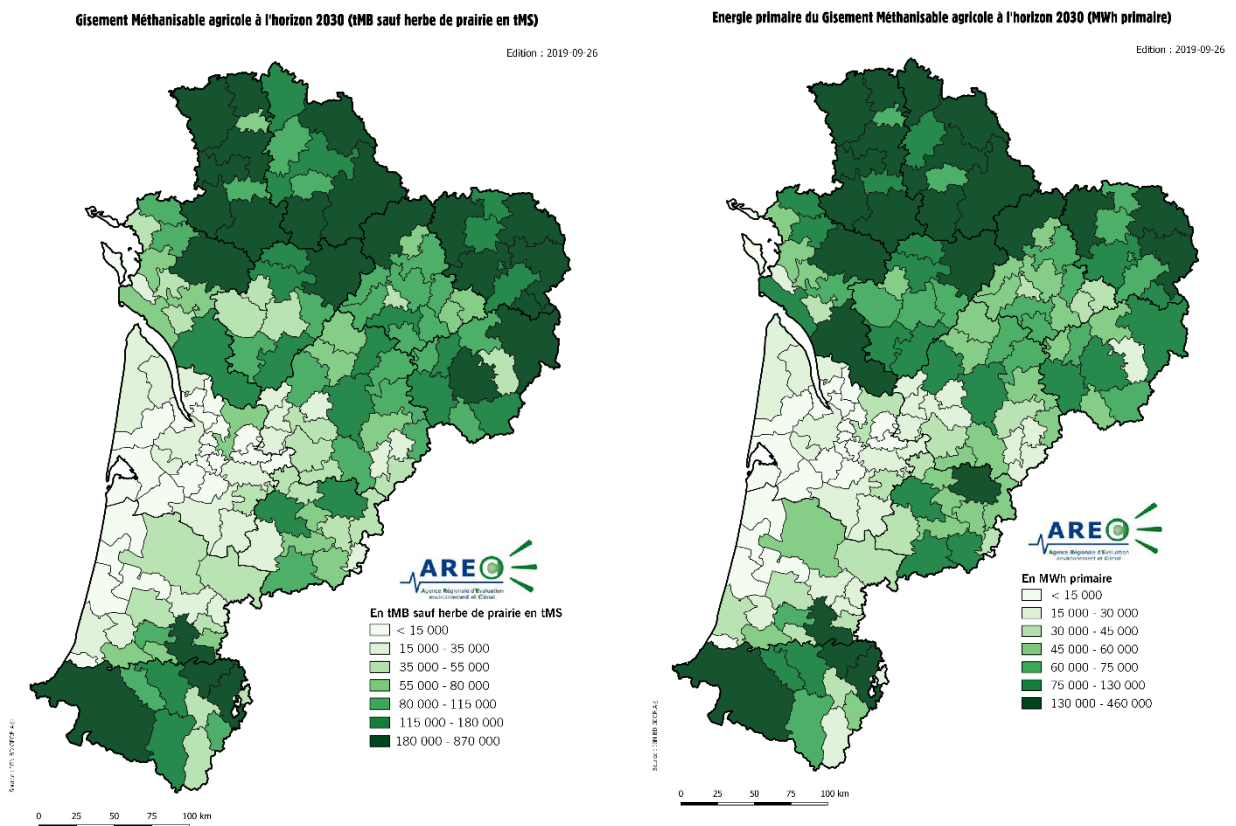 Gisement Méthanisable agricole à l'horizon 2030 (tMB sauf herbe de prairie en tMS)
Edition : 2019-09-26
AREC
Agence Régionale d'Evaluation
environnement et Climat
En tMB sauf herbe de prairie en tMS
< 15 000
15 000 - 35 000
35 000 - 55 000
55 000 - 80 000
80 000 - 115 000
115 000 - 180 000
180 000 - 870 000
0 25 50 75 100 km
Energie primaire du Gisement Méthanisable agricole à l'horizon 2030 (MWh primaire)
Edition : 2019-09-26
AREC
Agence Régionale d'Evaluation
environnement et Climat
En MWh primaire
< 15 000
15 000 - 30 000
30 000 - 45 000
45 000 - 60 000
60 000 - 75 000
75 000 - 130 000
130 000 - 460 000
0 25 50 75 100 km